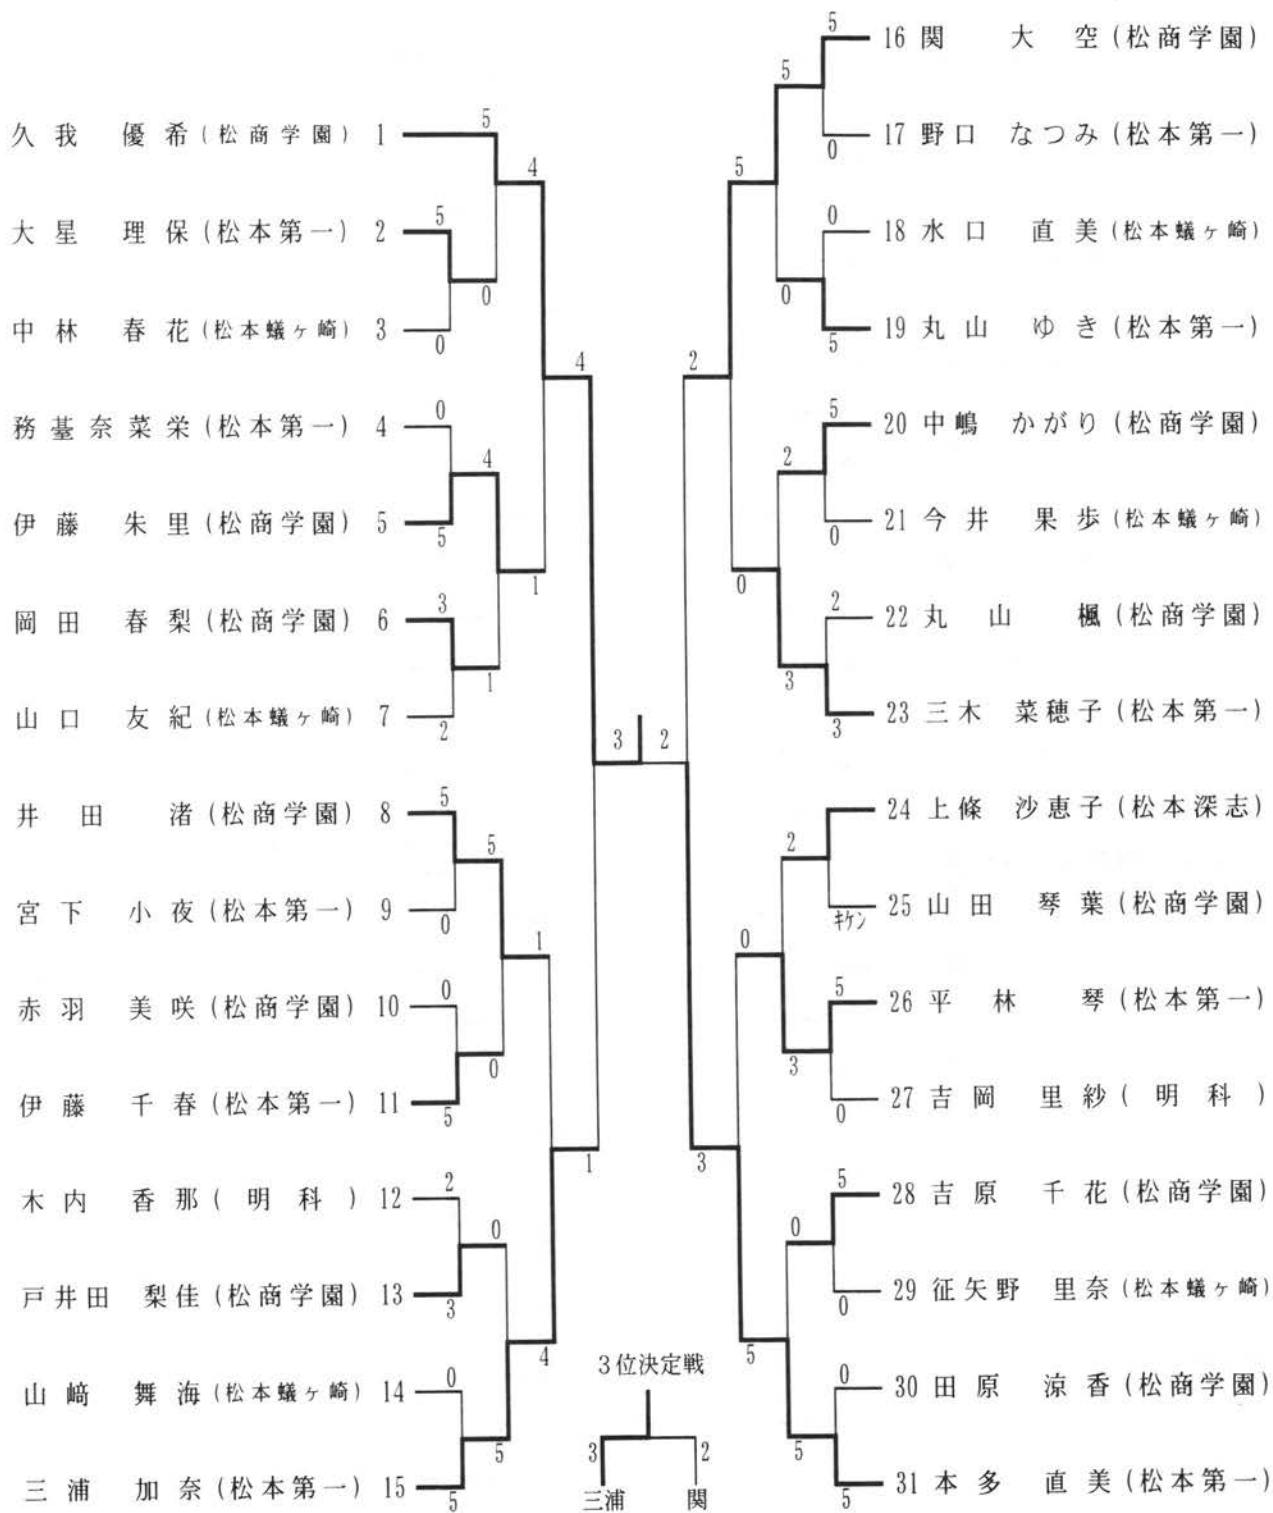 久我 優希(松商学園) 1
大星 理保(松本第一) 2
中林 春花(松本蟻ヶ崎) 3
務䑓奈菜栄(松本第一) 4
伊藤 朱里(松商学園) 5
岡田 春梨(松商学園) 6
山口 友紀(松本蟻ヶ崎) 7
井田 渚(松商学園) 8
宮下 小夜(松本第一) 9
赤羽 美咲(松商学園) 10
伊藤 千春(松本第一) 11
木内 香那( 明科 ) 12
戸井田 梨佳(松商学園) 13
山﨑 舞海(松本蟻ヶ崎) 14
三浦 加奈(松本第一) 15
5
5
0
0
0
5
3
2
5
0
0
5
2
3
0
5
4
1
5
0
0
5
4
1
1
4
4
1
3 2
2
3
5
0
0
5
5
0
2
3
2
3
0
5
5
0
0
5
5
0
2
3
キケン
5
0
5
0
0
5
16 関 大空(松商学園)
17 野口 なつみ(松本第一)
18 水口 直美(松本蟻ヶ崎)
19 丸山 ゆき(松本第一)
20 中嶋 かがり(松商学園)
21 今井 果歩(松本蟻ヶ崎)
22 丸山 楓(松商学園)
23 三木 菜穂子(松本第一)
24 上條 沙恵子(松本深志)
25 山田 琴葉(松商学園)
26 平林 琴(松本第一)
27 吉岡 里紗( 明科 )
28 吉原 千花(松商学園)
29 征矢野 里奈(松本蟻ヶ崎)
30 田原 涼香(松商学園)
31 本多 直美(松本第一)
3位決定戦
3 2
三浦 関